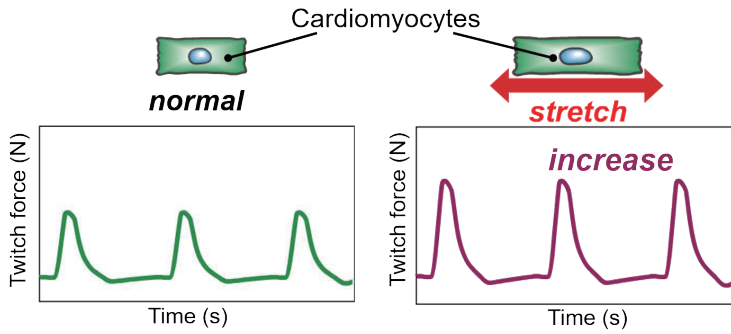 Cardiomyocytes
normal
stretch
Twitch force (N)
Time (s)
increase
Twitch force (N)
Time (s)